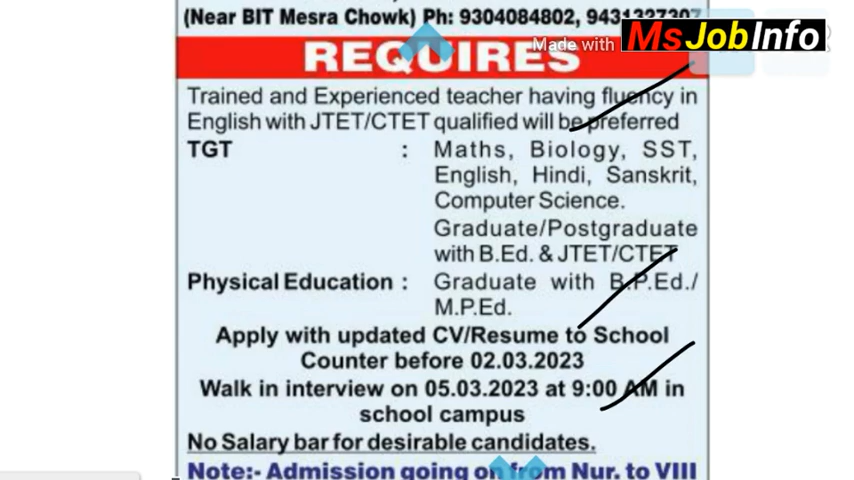 (Near BIT Mesra Chowk) Ph: 9304084802, 9431327307
Made with MsJobInfo
REQUIRES
Trained and Experienced teacher having fluency in
English with JTET/CTET qualified will be preferred
TGT : Maths, Biology, SST,
English, Hindi, Sanskrit,
Computer Science.
Graduate/Postgraduate
with B.Ed. & JTET/CTET
Physical Education : Graduate with B.P.Ed./
M.P.Ed.
Apply with updated CV/Resume to School
Counter before 02.03.2023
Walk in interview on 05.03.2023 at 9:00 AM in
school campus
No Salary bar for desirable candidates.
Note:- Admission going on from Nur. to VIII